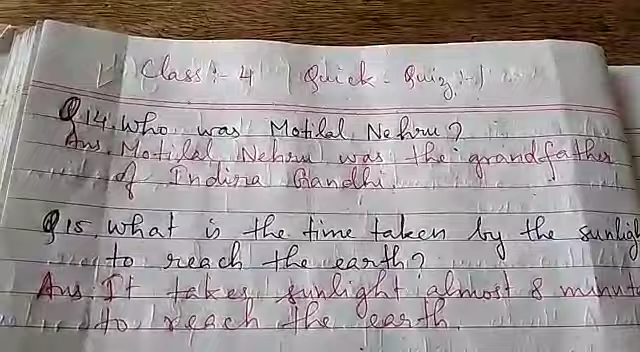 Class :- 4 ( Quick - Quiz :- )
Q14. Who was Motilal Nehru?
Ans. Motilal Nehru was the grandfather
of Indira Gandhi.
Q15. What is the time taken by the sunligh
to reach the earth?
Ans. It takes sunlight almost 8 minut
to reach the earth.